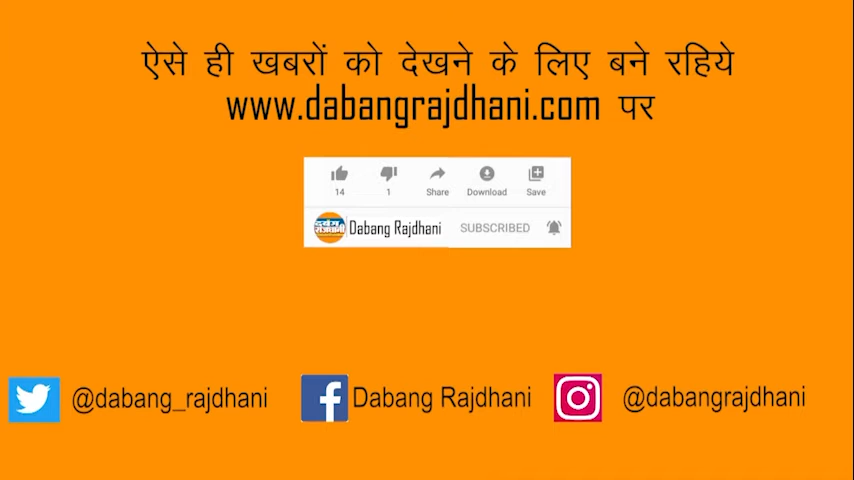 ऐसे ही खबरों को देखने के लिए बने रहिये
www.dabangrajdhani.com पर
14 1 Share Download Save
Dabang Rajdhani SUBSCRIBED
@dabang_rajdhani Dabang Rajdhani @dabangrajdhani